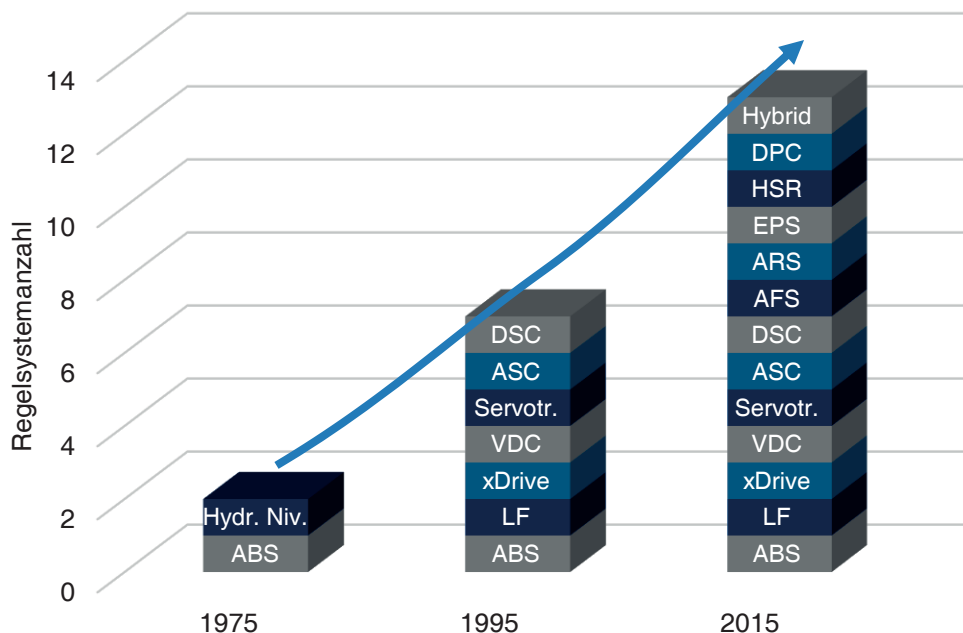 Regelsystemanzahl
14
12
10
8
6
4
2
0
Hydr. Niv.
ABS
DSC
ASC
Servotr.
VDC
xDrive
LF
ABS
Hybrid
DPC
HSR
EPS
ARS
AFS
DSC
ASC
Servotr.
VDC
xDrive
LF
ABS
1975
1995
2015